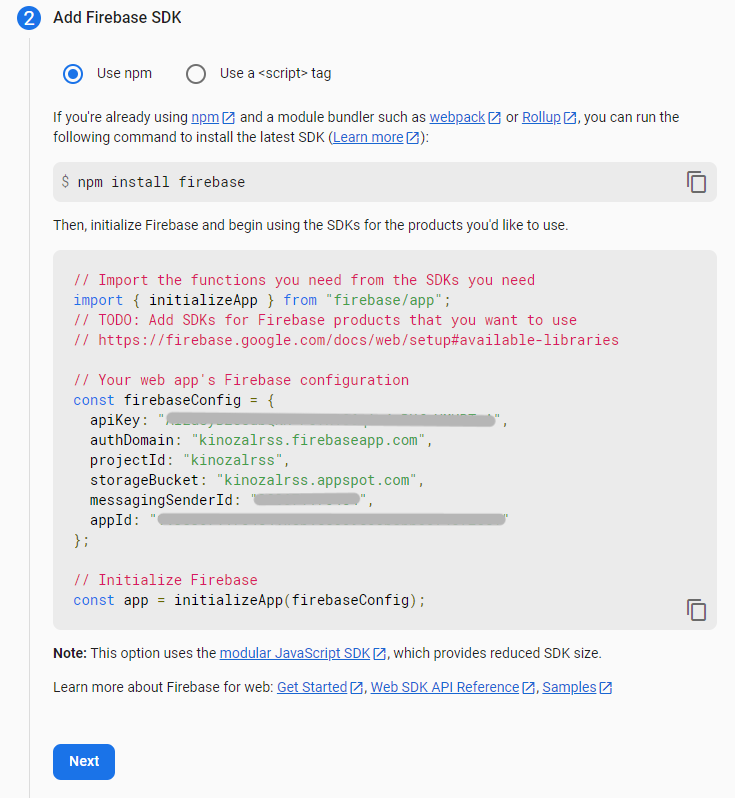 2 Add Firebase SDK
Use npm
Use a <script> tag
If you're already using npm and a module bundler such as webpack or Rollup, you can run the
following command to install the latest SDK (Learn more):
$ npm install firebase
Then, initialize Firebase and begin using the SDKs for the products you'd like to use.
// Import the functions you need from the SDKs you need
import { initializeApp } from "firebase/app";
// TODO: Add SDKs for Firebase products that you want to use
// https://firebase.google.com/docs/web/setup#available-libraries
// Your web app's Firebase configuration
const firebaseConfig = {
apiKey: "",
authDomain: "kinozalrss.firebaseapp.com",
projectId: "kinozalrss",
storageBucket: "kinozalrss.appspot.com",
messagingSenderId: "",
appId: ""
};
// Initialize Firebase
const app = initializeApp(firebaseConfig);
Note: This option uses the modular JavaScript SDK, which provides reduced SDK size.
Learn more about Firebase for web: Get Started, Web SDK API Reference, Samples
Next